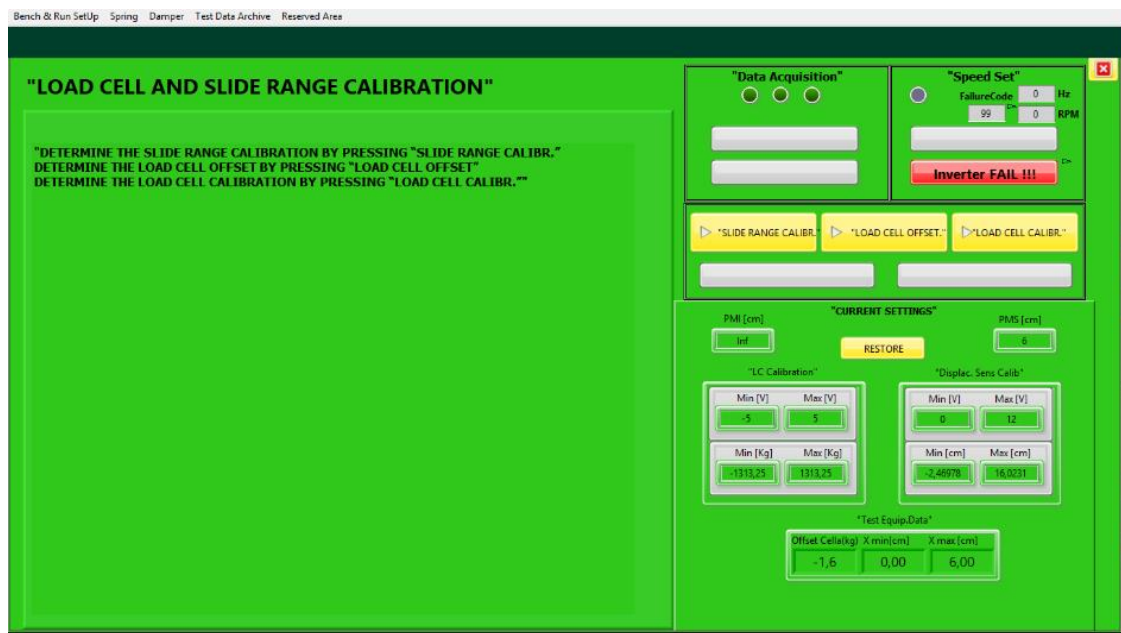 Bench & Run SetUp Spring Damper Test Data Archive Reserved Area
"LOAD CELL AND SLIDE RANGE CALIBRATION"
"DETERMINE THE SLIDE RANGE CALIBRATION BY PRESSING "SLIDE RANGE CALIBR."
DETERMINE THE LOAD CELL OFFSET BY PRESSING "LOAD CELL OFFSET"
DETERMINE THE LOAD CELL CALIBRATION BY PRESSING "LOAD CELL CALIBR.""
"Data Acquisition"
"Speed Set"
FailureCode 0 Hz
99 0 RPM
Inverter FAIL !!!
"SLIDE RANGE CALIBR." "LOAD CELL OFFSET." "LOAD CELL CALIBR."
"CURRENT SETTINGS"
PMI [cm] PMS [cm]
Inf 6
RESTORE
"LC Calibration"
Min [V] Max [V]
-5 5
Min [Kg] Max [Kg]
-1313,25 1313,25
"Displac. Sens Calib"
Min [V] Max [V]
0 12
Min [cm] Max [cm]
-2,46978 16,0231
"Test Equip.Data"
Offset Cella(kg) X min[cm] X max [cm]
-1,6 0,00 6,00